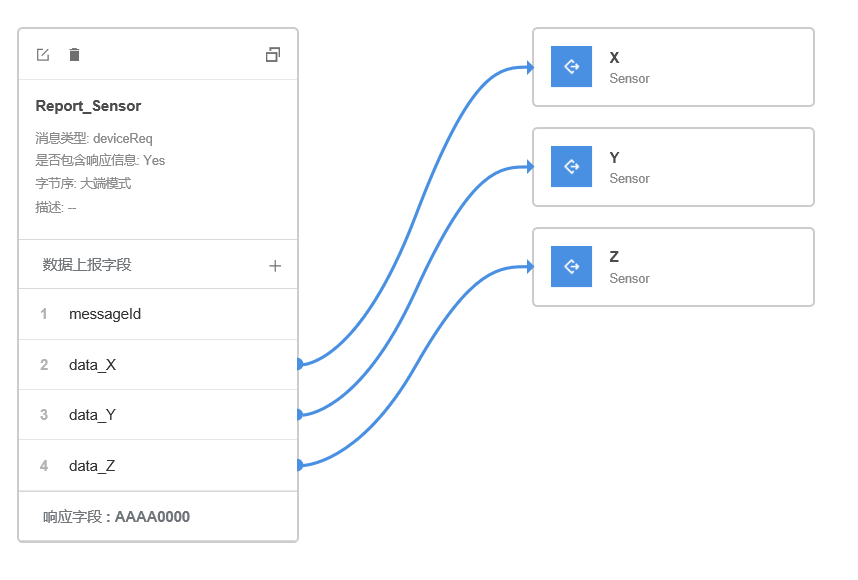 Report_Sensor
消息类型: deviceReq
是否包含响应信息: Yes
字节序: 大端模式
描述: --
数据上报字段
1 messageId
2 data_X
3 data_Y
4 data_Z
响应字段 : AAAA0000
X
Sensor
Y
Sensor
Z
Sensor